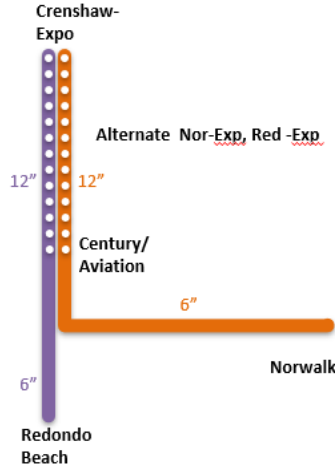 Crenshaw-
Expo
Alternate  Nor-Exp, Red -Exp
12”
12”
Century/
Aviation
6”
Norwalk
6”
Redondo
Beach